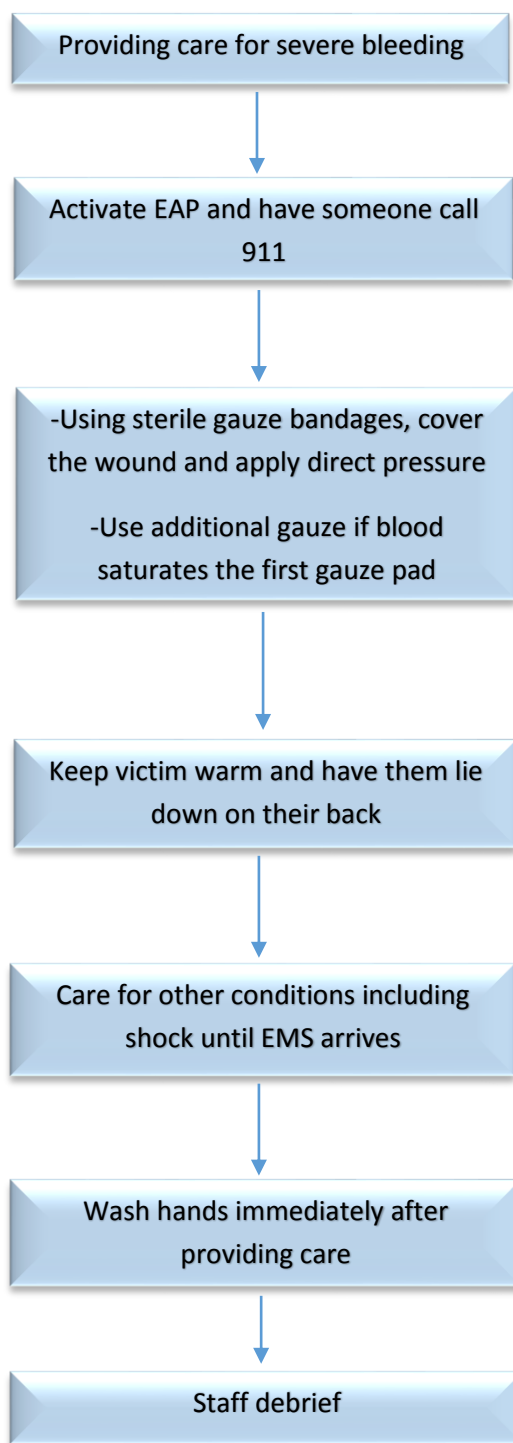 Providing care for severe bleeding
Activate EAP and have someone call
911
-Using sterile gauze bandages, cover
the wound and apply direct pressure
-Use additional gauze if blood
saturates the first gauze pad
Keep victim warm and have them lie
down on their back
Care for other conditions including
shock until EMS arrives
Wash hands immediately after
providing care
Staff debrief